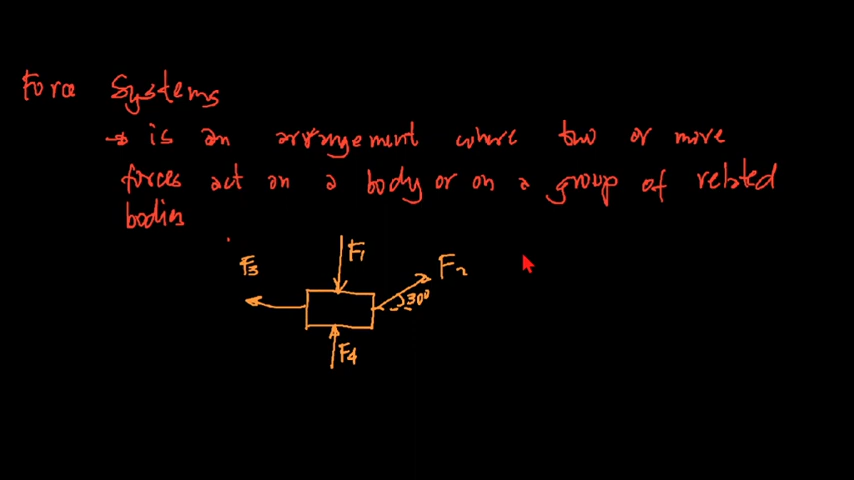 Force Systems
→ is an arrangement where two or more
forces act on a body or on a group of related
bodies
F1
F3
F2
30°
F4